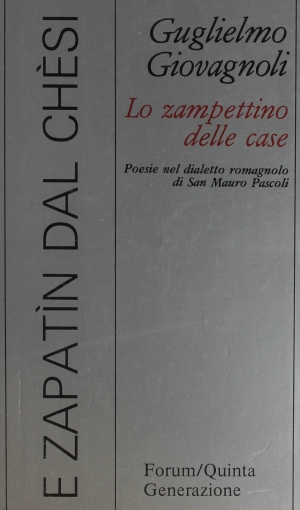 E ZAPATÌN DAL CHÈSI
Guglielmo
Giovagnoli
Lo zampettino
delle case
Poesie nel dialetto romagnolo
di San Mauro Pascoli
Forum/Quinta
Generazione